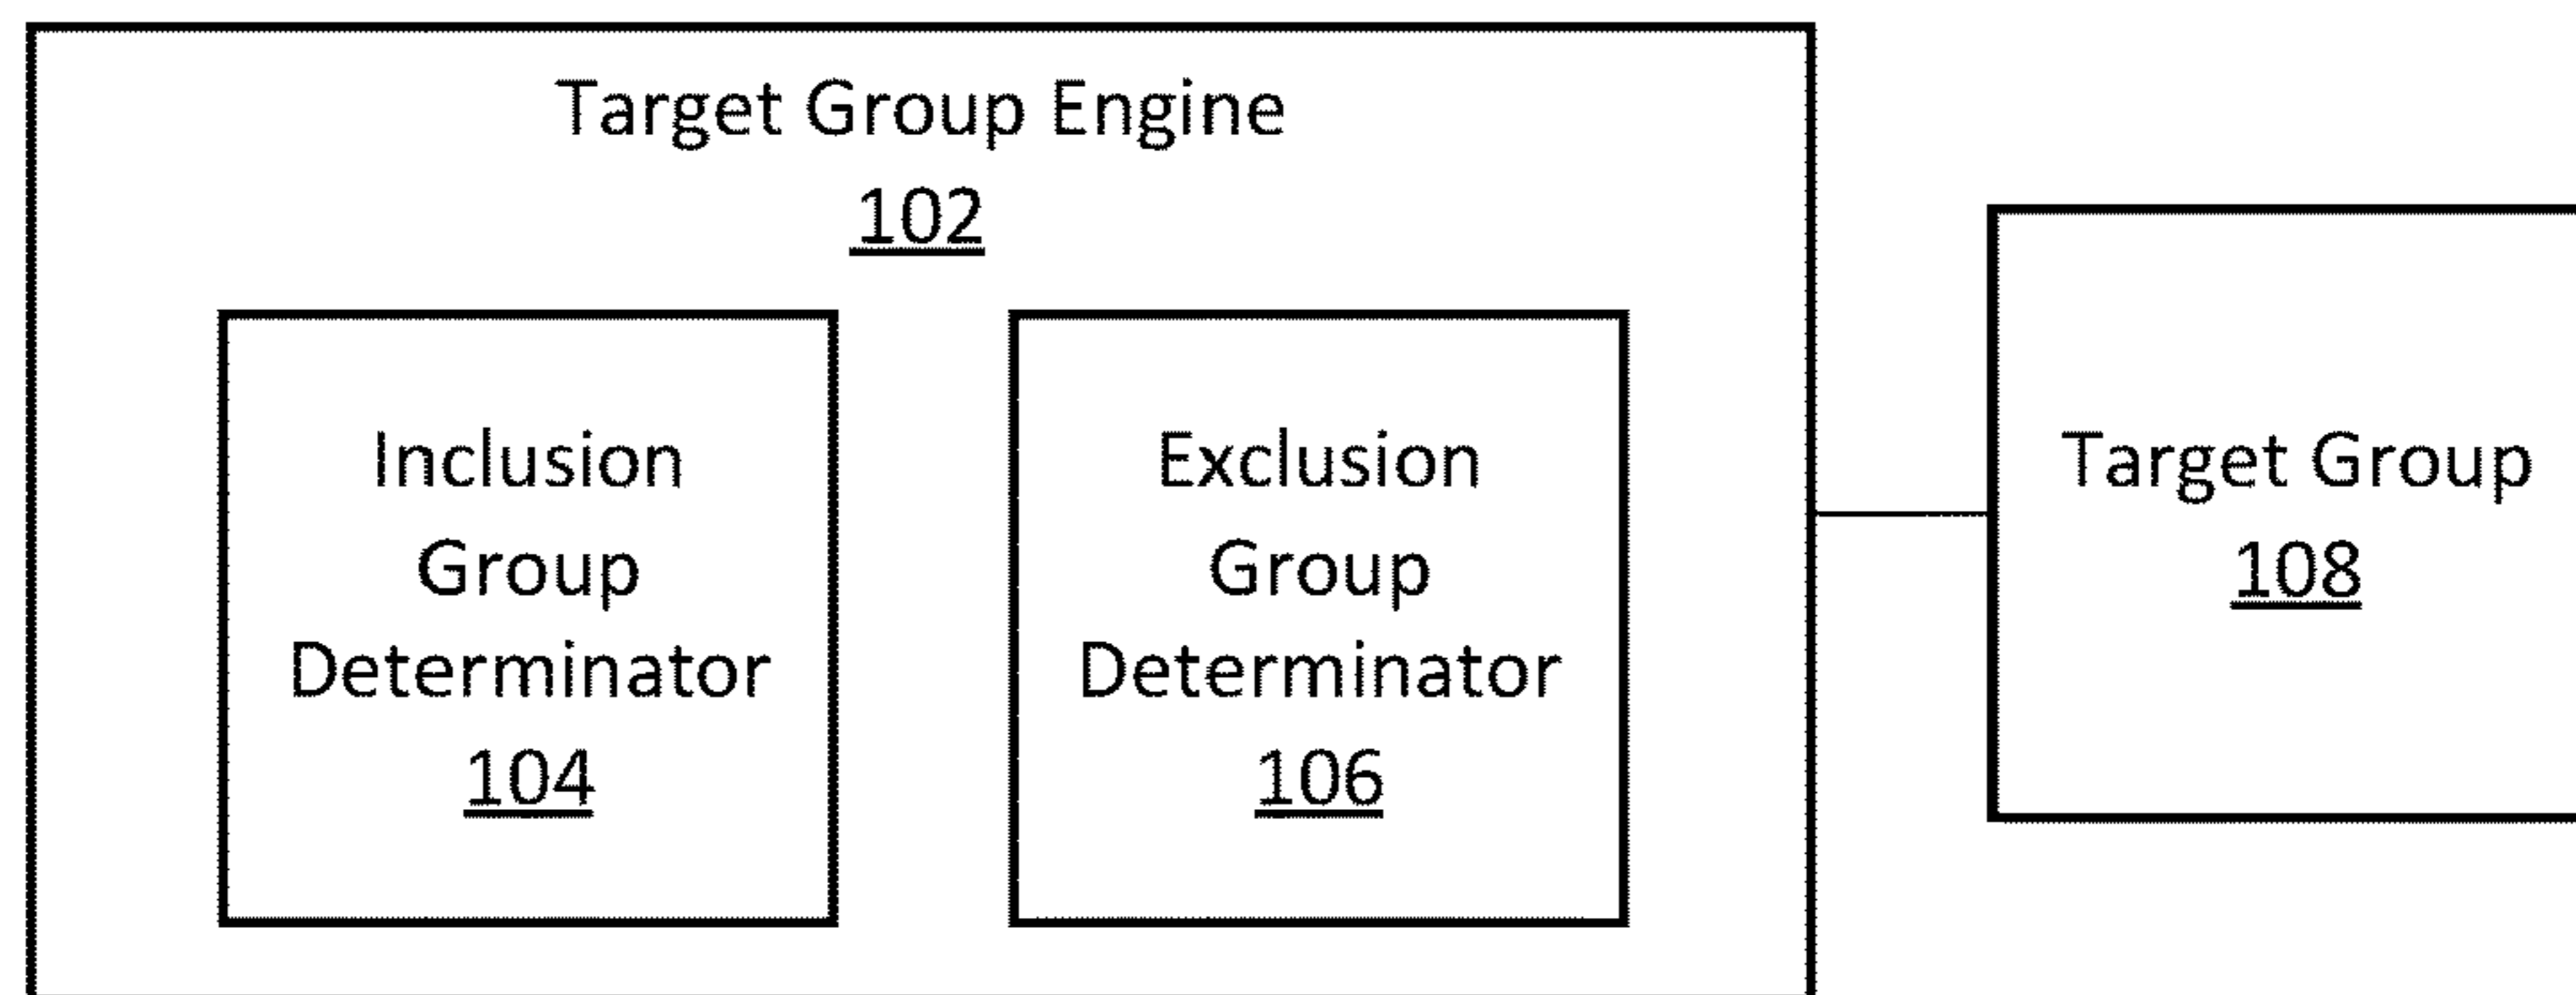 Target Group Engine
102
Inclusion
Group
Determinator
104
Exclusion
Group
Determinator
106
Target Group
108